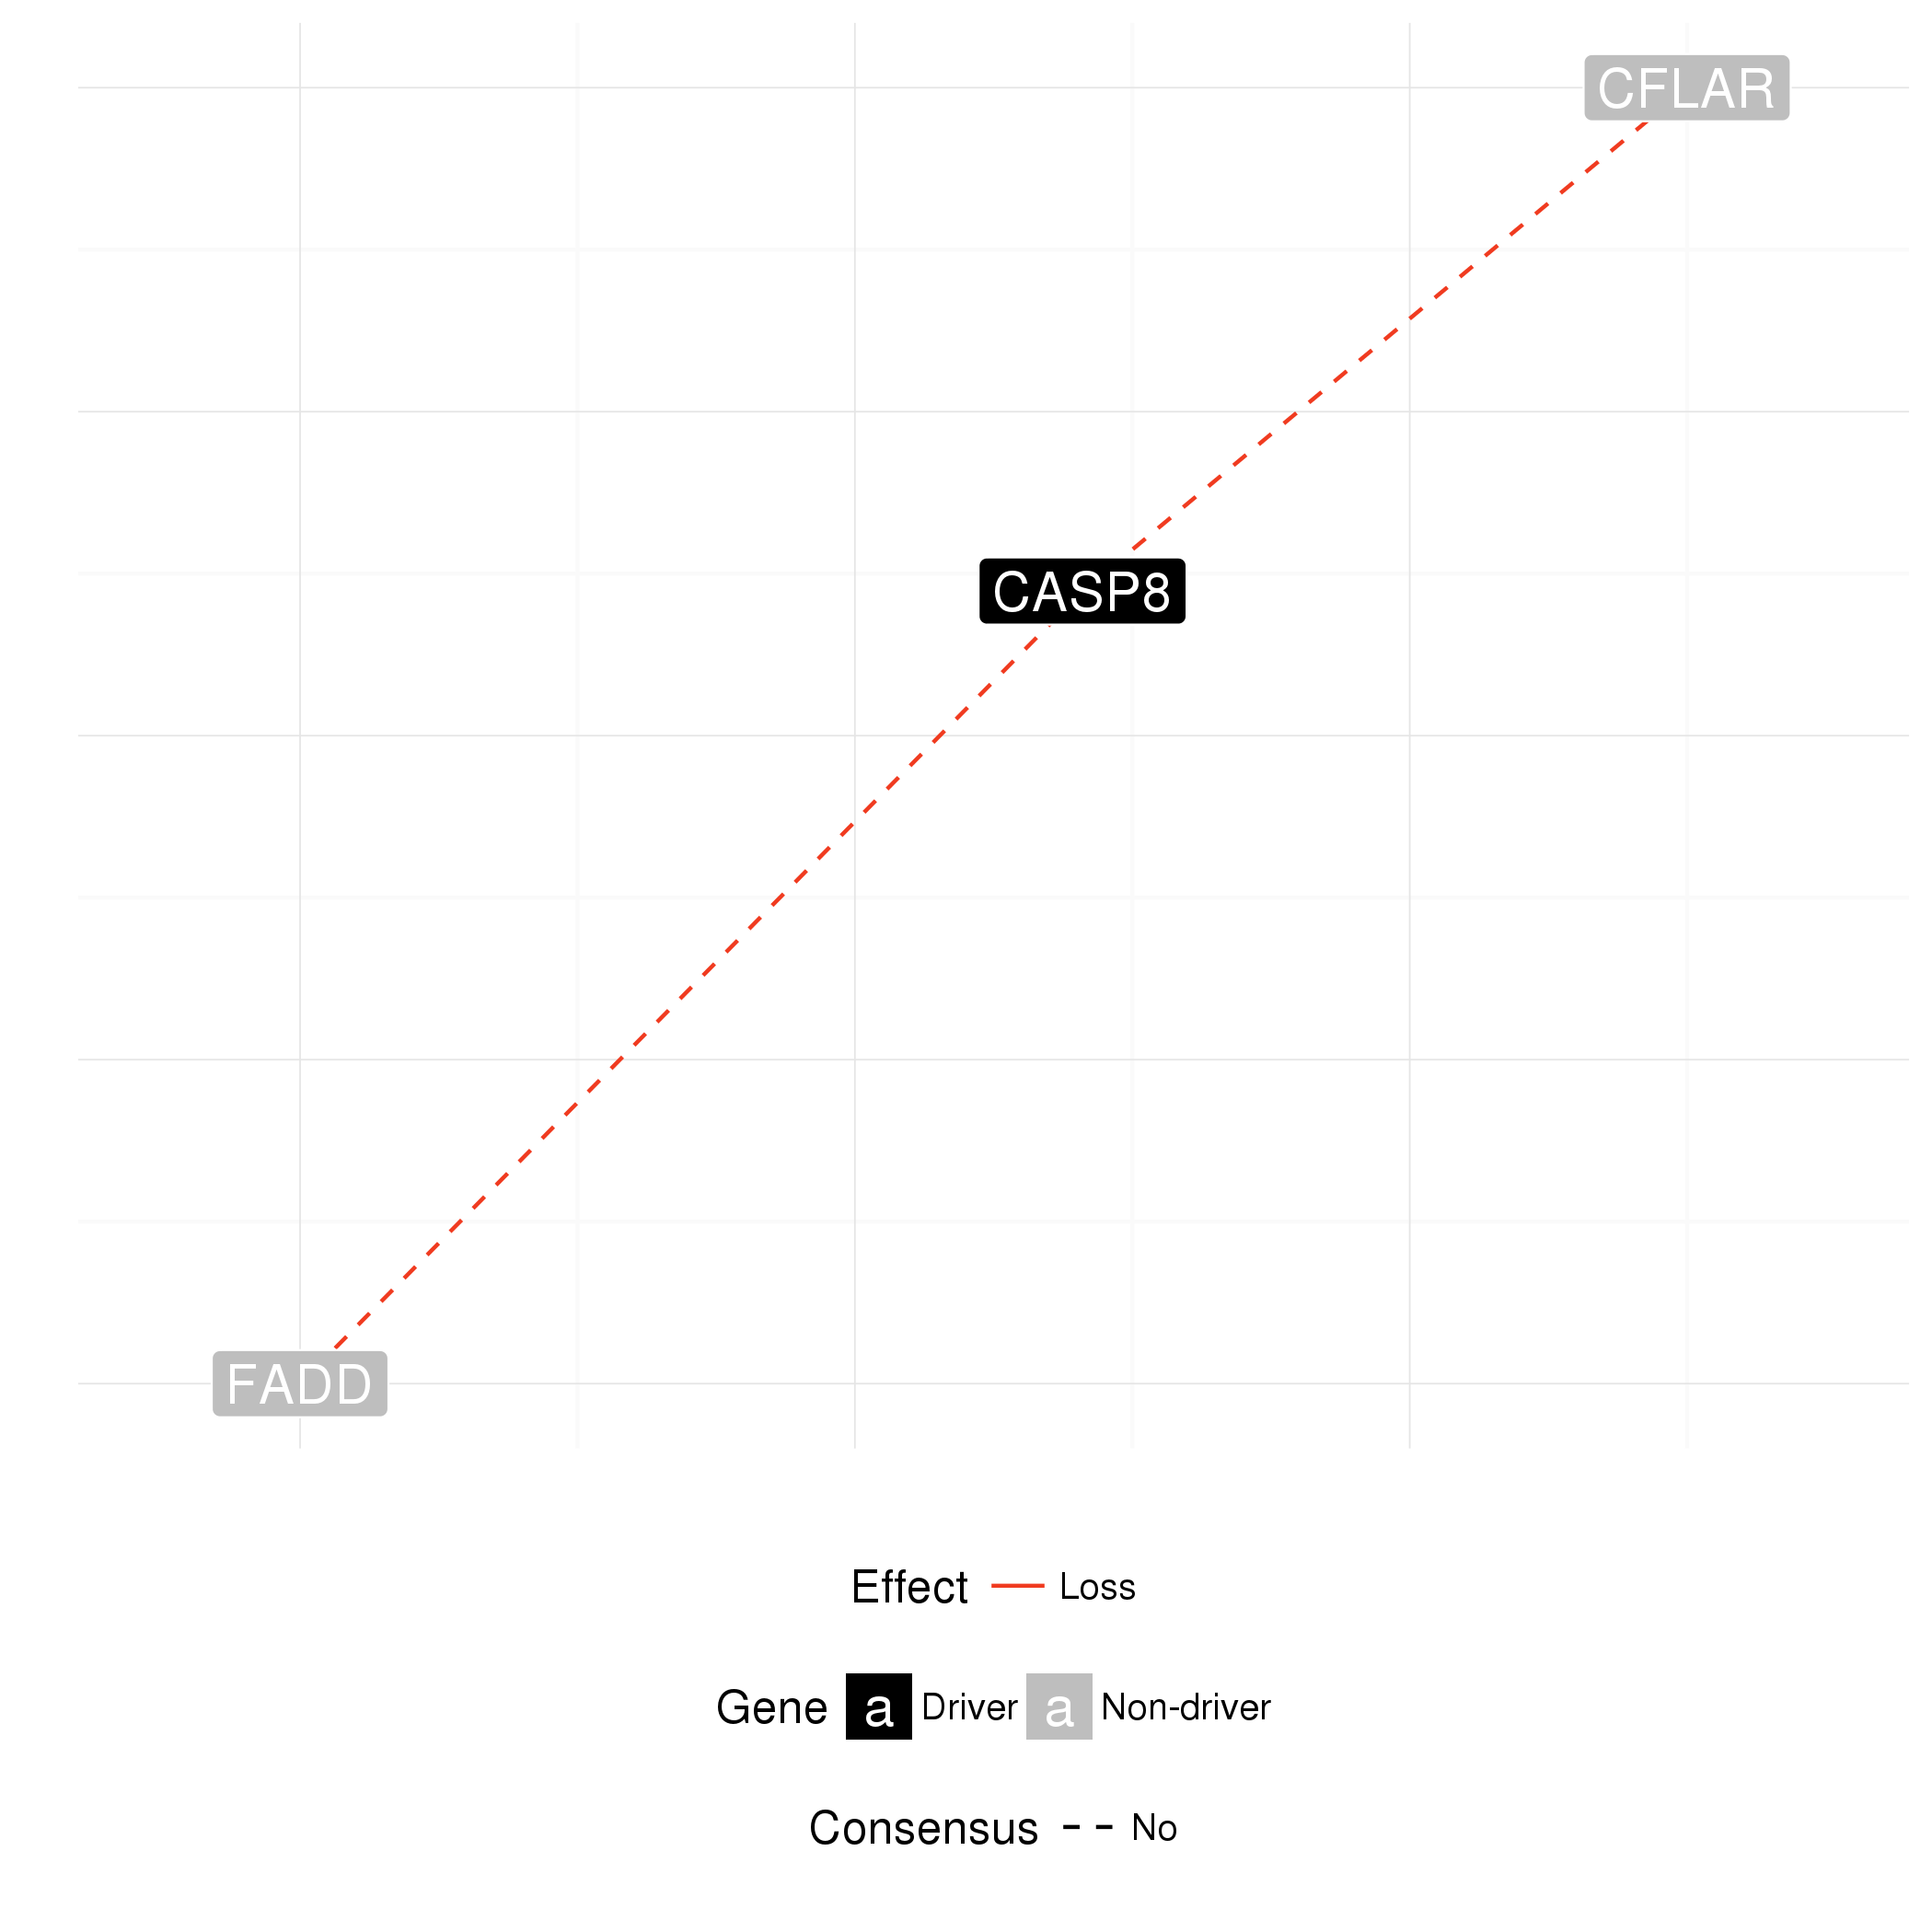 CFLAR
CASP8
FADD
Effect Loss
Gene a Driver a Non-driver
Consensus No